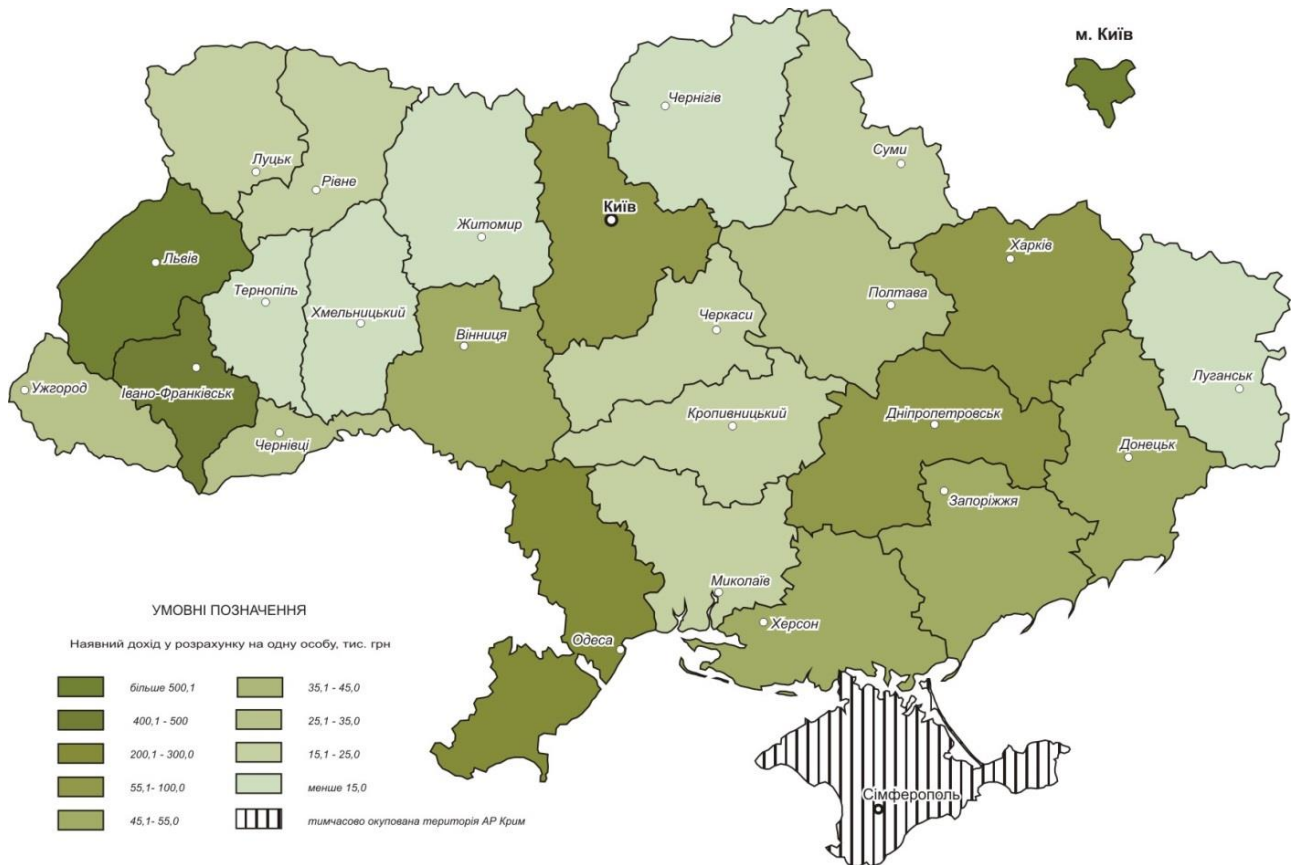 м. Київ
Чернігів
Суми
Луцьк
Рівне
Київ
Житомир
Харків
Львів
Тернопіль
Хмельницький
Полтава
Черкаси
Вінниця
Ужгород
Івано-Франківськ
Луганськ
Кропивницький
Дніпропетровськ
Чернівці
Донецьк
Запоріжжя
Миколаїв
Херсон
Одеса
Сімферополь
УМОВНІ ПОЗНАЧЕННЯ
Наявний дохід у розрахунку на одну особу, тис. грн
більше 500,1
400,1 - 500
200,1 - 300,0
55,1- 100,0
45,1- 55,0
35,1 - 45,0
25,1 - 35,0
15,1 - 25,0
менше 15,0
тимчасово окупована територія АР Крим